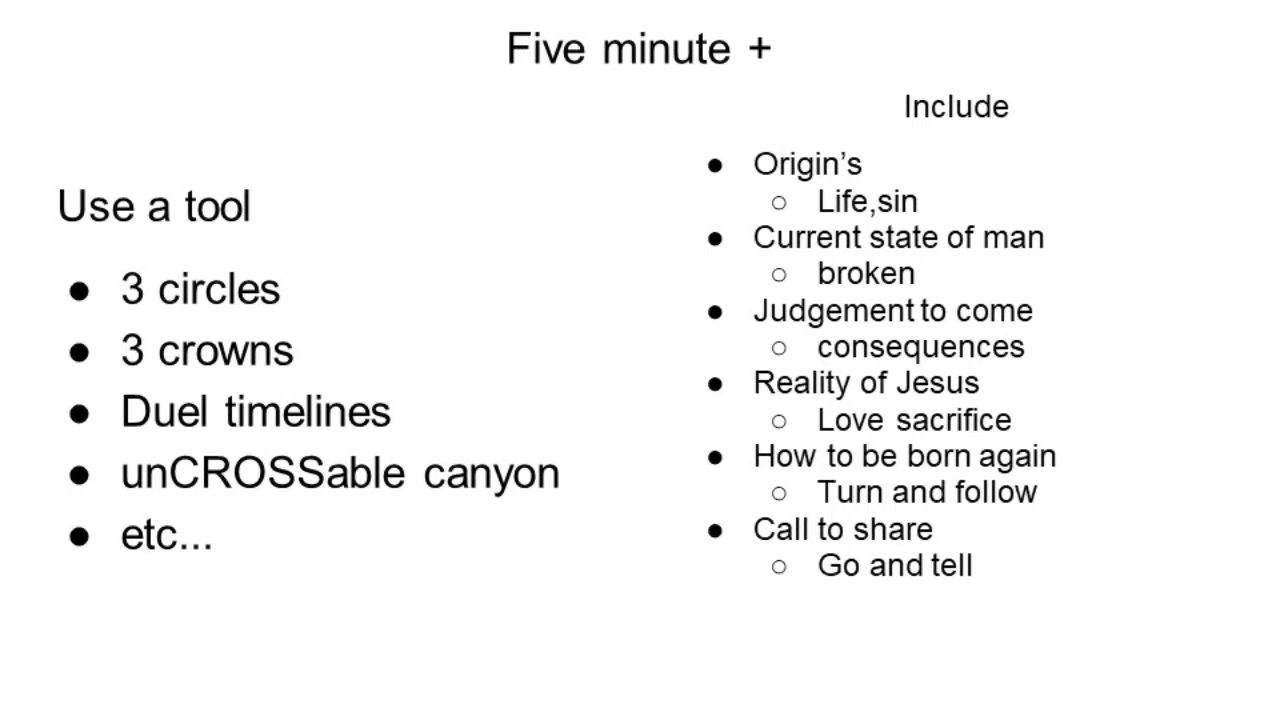 Five minute +
Use a tool
● 3 circles
● 3 crowns
● Duel timelines
● unCROSSable canyon
● etc...
Include
● Origin’s
○ Life,sin
● Current state of man
○ broken
● Judgement to come
○ consequences
● Reality of Jesus
○ Love sacrifice
● How to be born again
○ Turn and follow
● Call to share
○ Go and tell